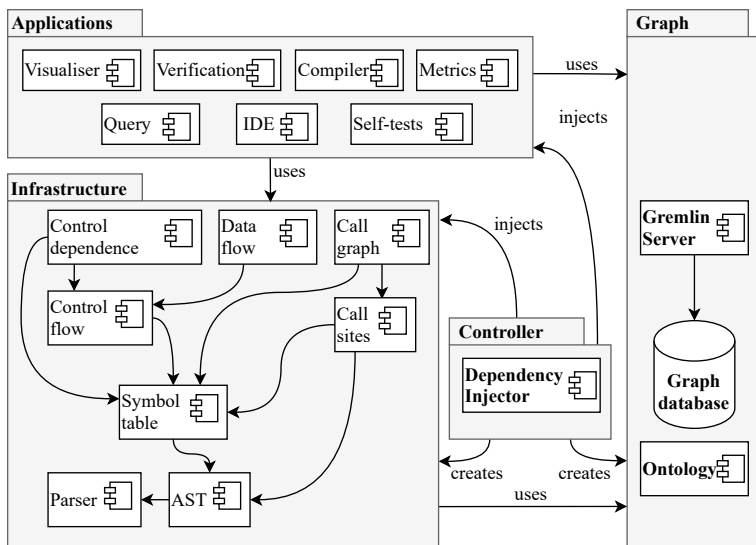 Applications
Visualiser
Verification
Compiler
Metrics
Query
IDE
Self-tests
uses
Graph
uses
injects
Infrastructure
Control
dependence
Data
flow
Call
graph
Control
flow
Call
sites
Symbol
table
Parser
AST
injects
Controller
Dependency
Injector
creates
creates
uses
Gremlin
Server
Graph
database
Ontology